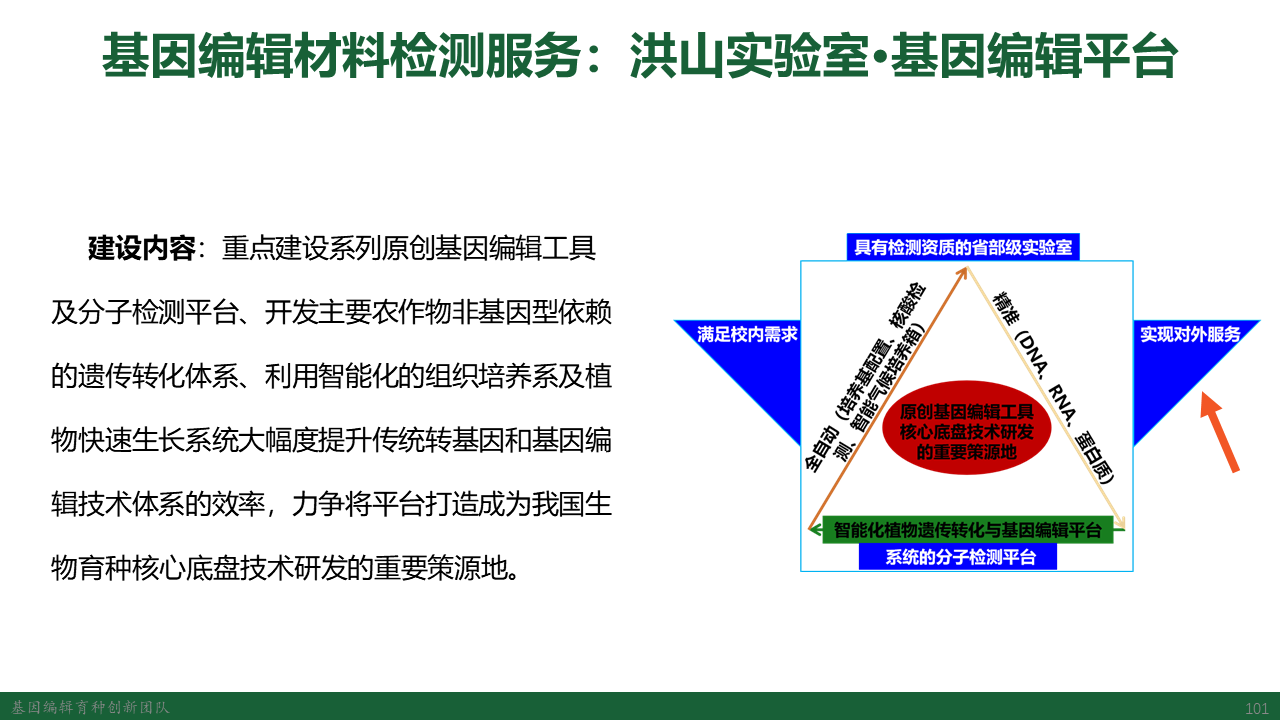 基因编辑材料检测服务：洪山实验室•基因编辑平台
建设内容：重点建设系列原创基因编辑工具
及分子检测平台、开发主要农作物非基因型依赖
的遗传转化体系、利用智能化的组织培养系及植
物快速生长系统大幅度提升传统转基因和基因编
辑技术体系的效率，力争将平台打造成为我国生
物育种核心底盘技术研发的重要策源地。
具有检测资质的省部级实验室
满足校内需求
实现对外服务
全自动（培养基配置、核酸检
测、智能气候培养箱）
精准（DNA、RNA、蛋白质）
原创基因编辑工具
核心底盘技术研发
的重要策源地
智能化植物遗传转化与基因编辑平台
系统的分子检测平台
基因编辑育种创新团队
101